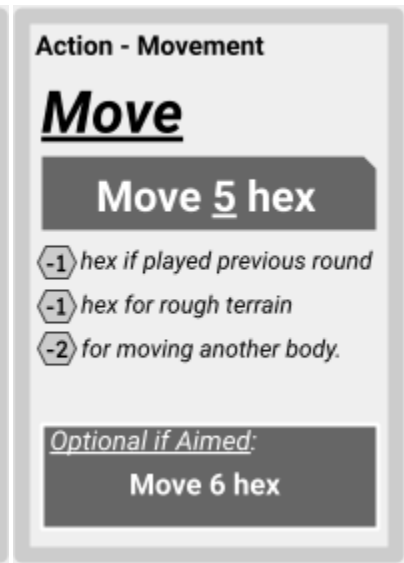 Action - Movement
Move
Move 5 hex
-1 hex if played previous round
-1 hex for rough terrain
-2 for moving another body.
Optional if Aimed:
Move 6 hex